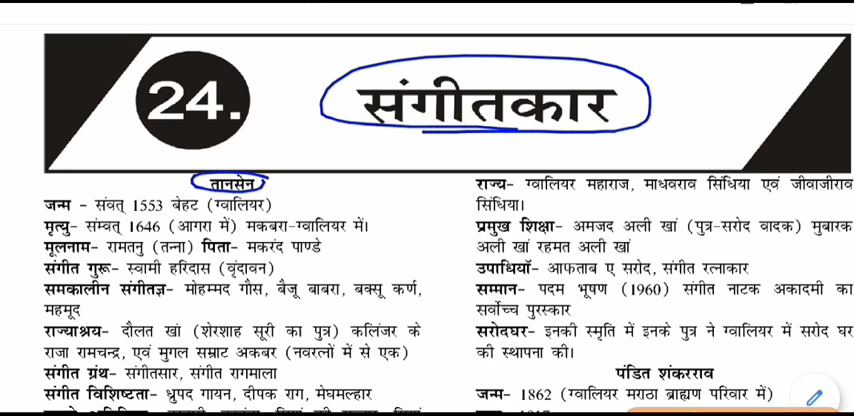 24.
संगीतकार
तानसेन
जन्म - संवत् 1553 बेहट (ग्वालियर)
मृत्यु- संम्वत् 1646 (आगरा में) मकबरा-ग्वालियर में।
मूलनाम- रामतनु (तन्ना) पिता- मकरंद पाण्डे
संगीत गुरू- स्वामी हरिदास (वृंदावन)
समकालीन संगीतज्ञ- मोहम्मद गौस, बैजू बाबरा, बक्सू कर्ण,
महमूद
राज्याश्रय- दौलत खां (शेरशाह सूरी का पुत्र) कलिंजर के
राजा रामचन्द्र, एवं मुगल सम्राट अकबर (नवरत्नों में से एक)
संगीत ग्रंथ- संगीतसार, संगीत रागमाला
संगीत विशिष्टता- ध्रुपद गायन, दीपक राग, मेघमल्हार
राज्य- ग्वालियर महाराज, माधवराव सिंधिया एवं जीवाजीराव
सिंधिया।
प्रमुख शिक्षा- अमजद अली खां (पुत्र-सरोद वादक) मुबारक
अली खां रहमत अली खां
उपाधियॉ- आफताब ए सरोद, संगीत रत्नाकार
सम्मान- पदम भूषण (1960) संगीत नाटक अकादमी का
सर्वोच्च पुरस्कार
सरोदघर- इनकी स्मृति में इनके पुत्र ने ग्वालियर में सरोद घर
की स्थापना की।
पंडित शंकरराव
जन्म- 1862 (ग्वालियर मराठा ब्राह्यण परिवार में)